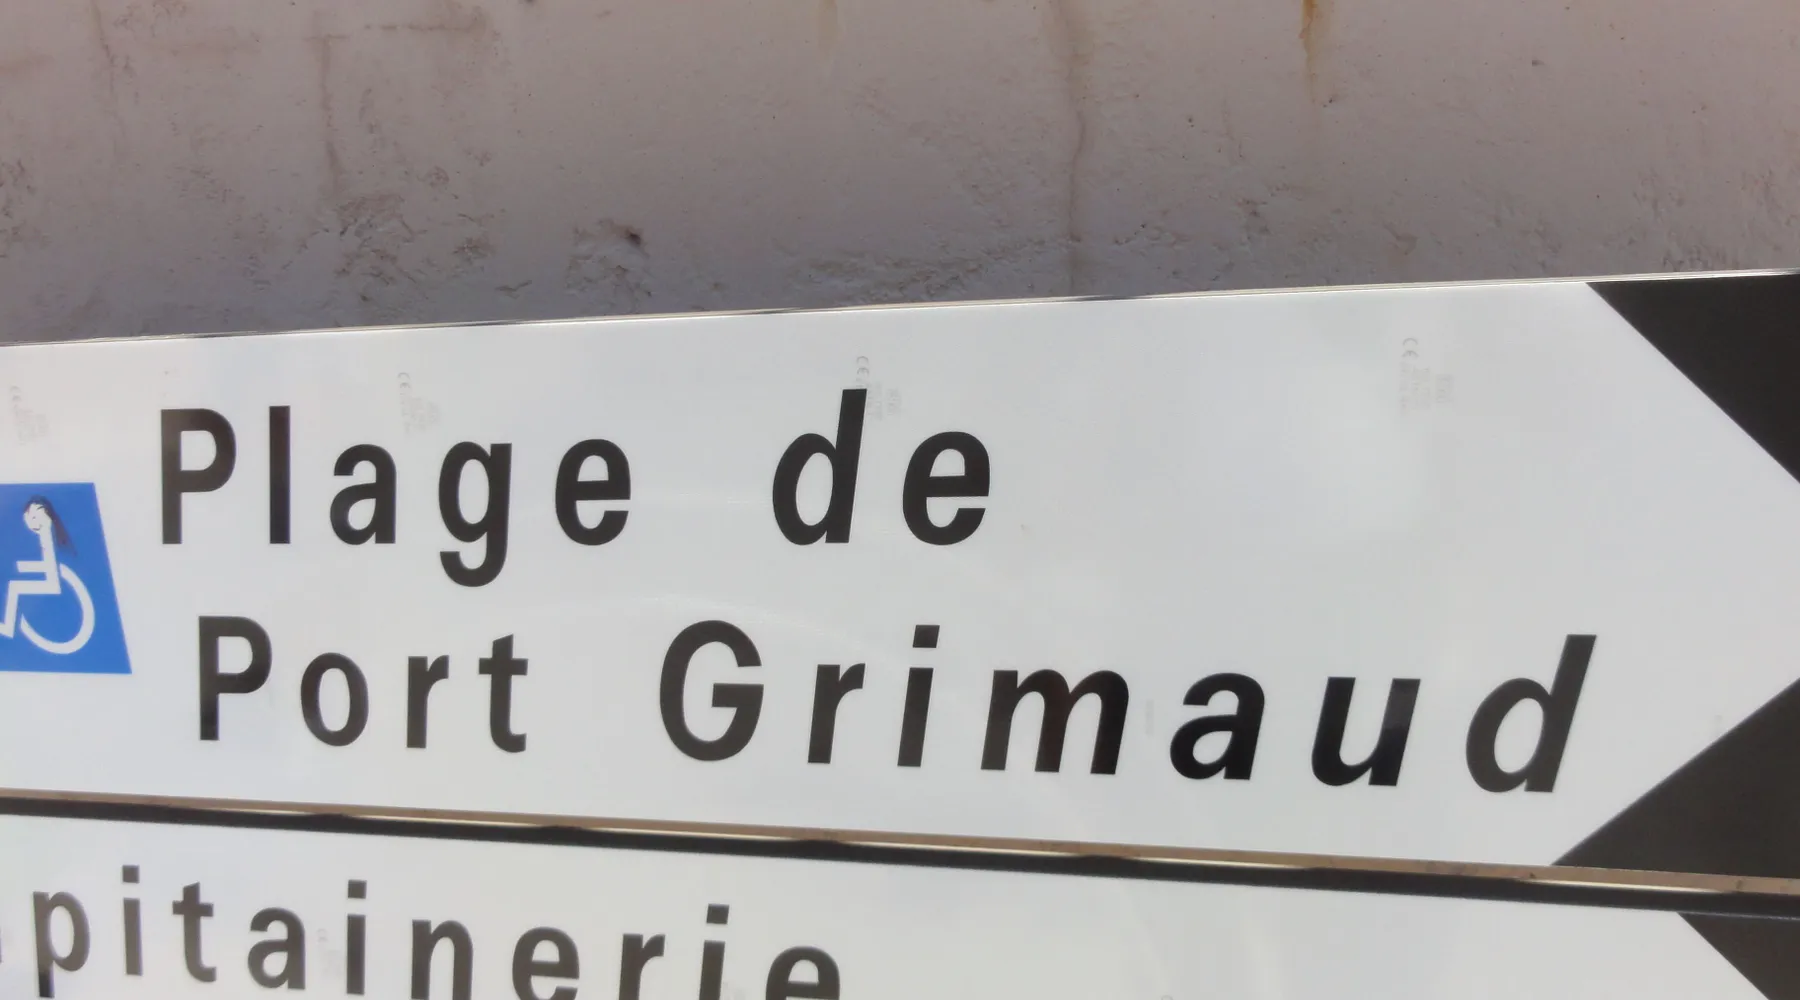 Plage de
Port Grimaud
pitainerie